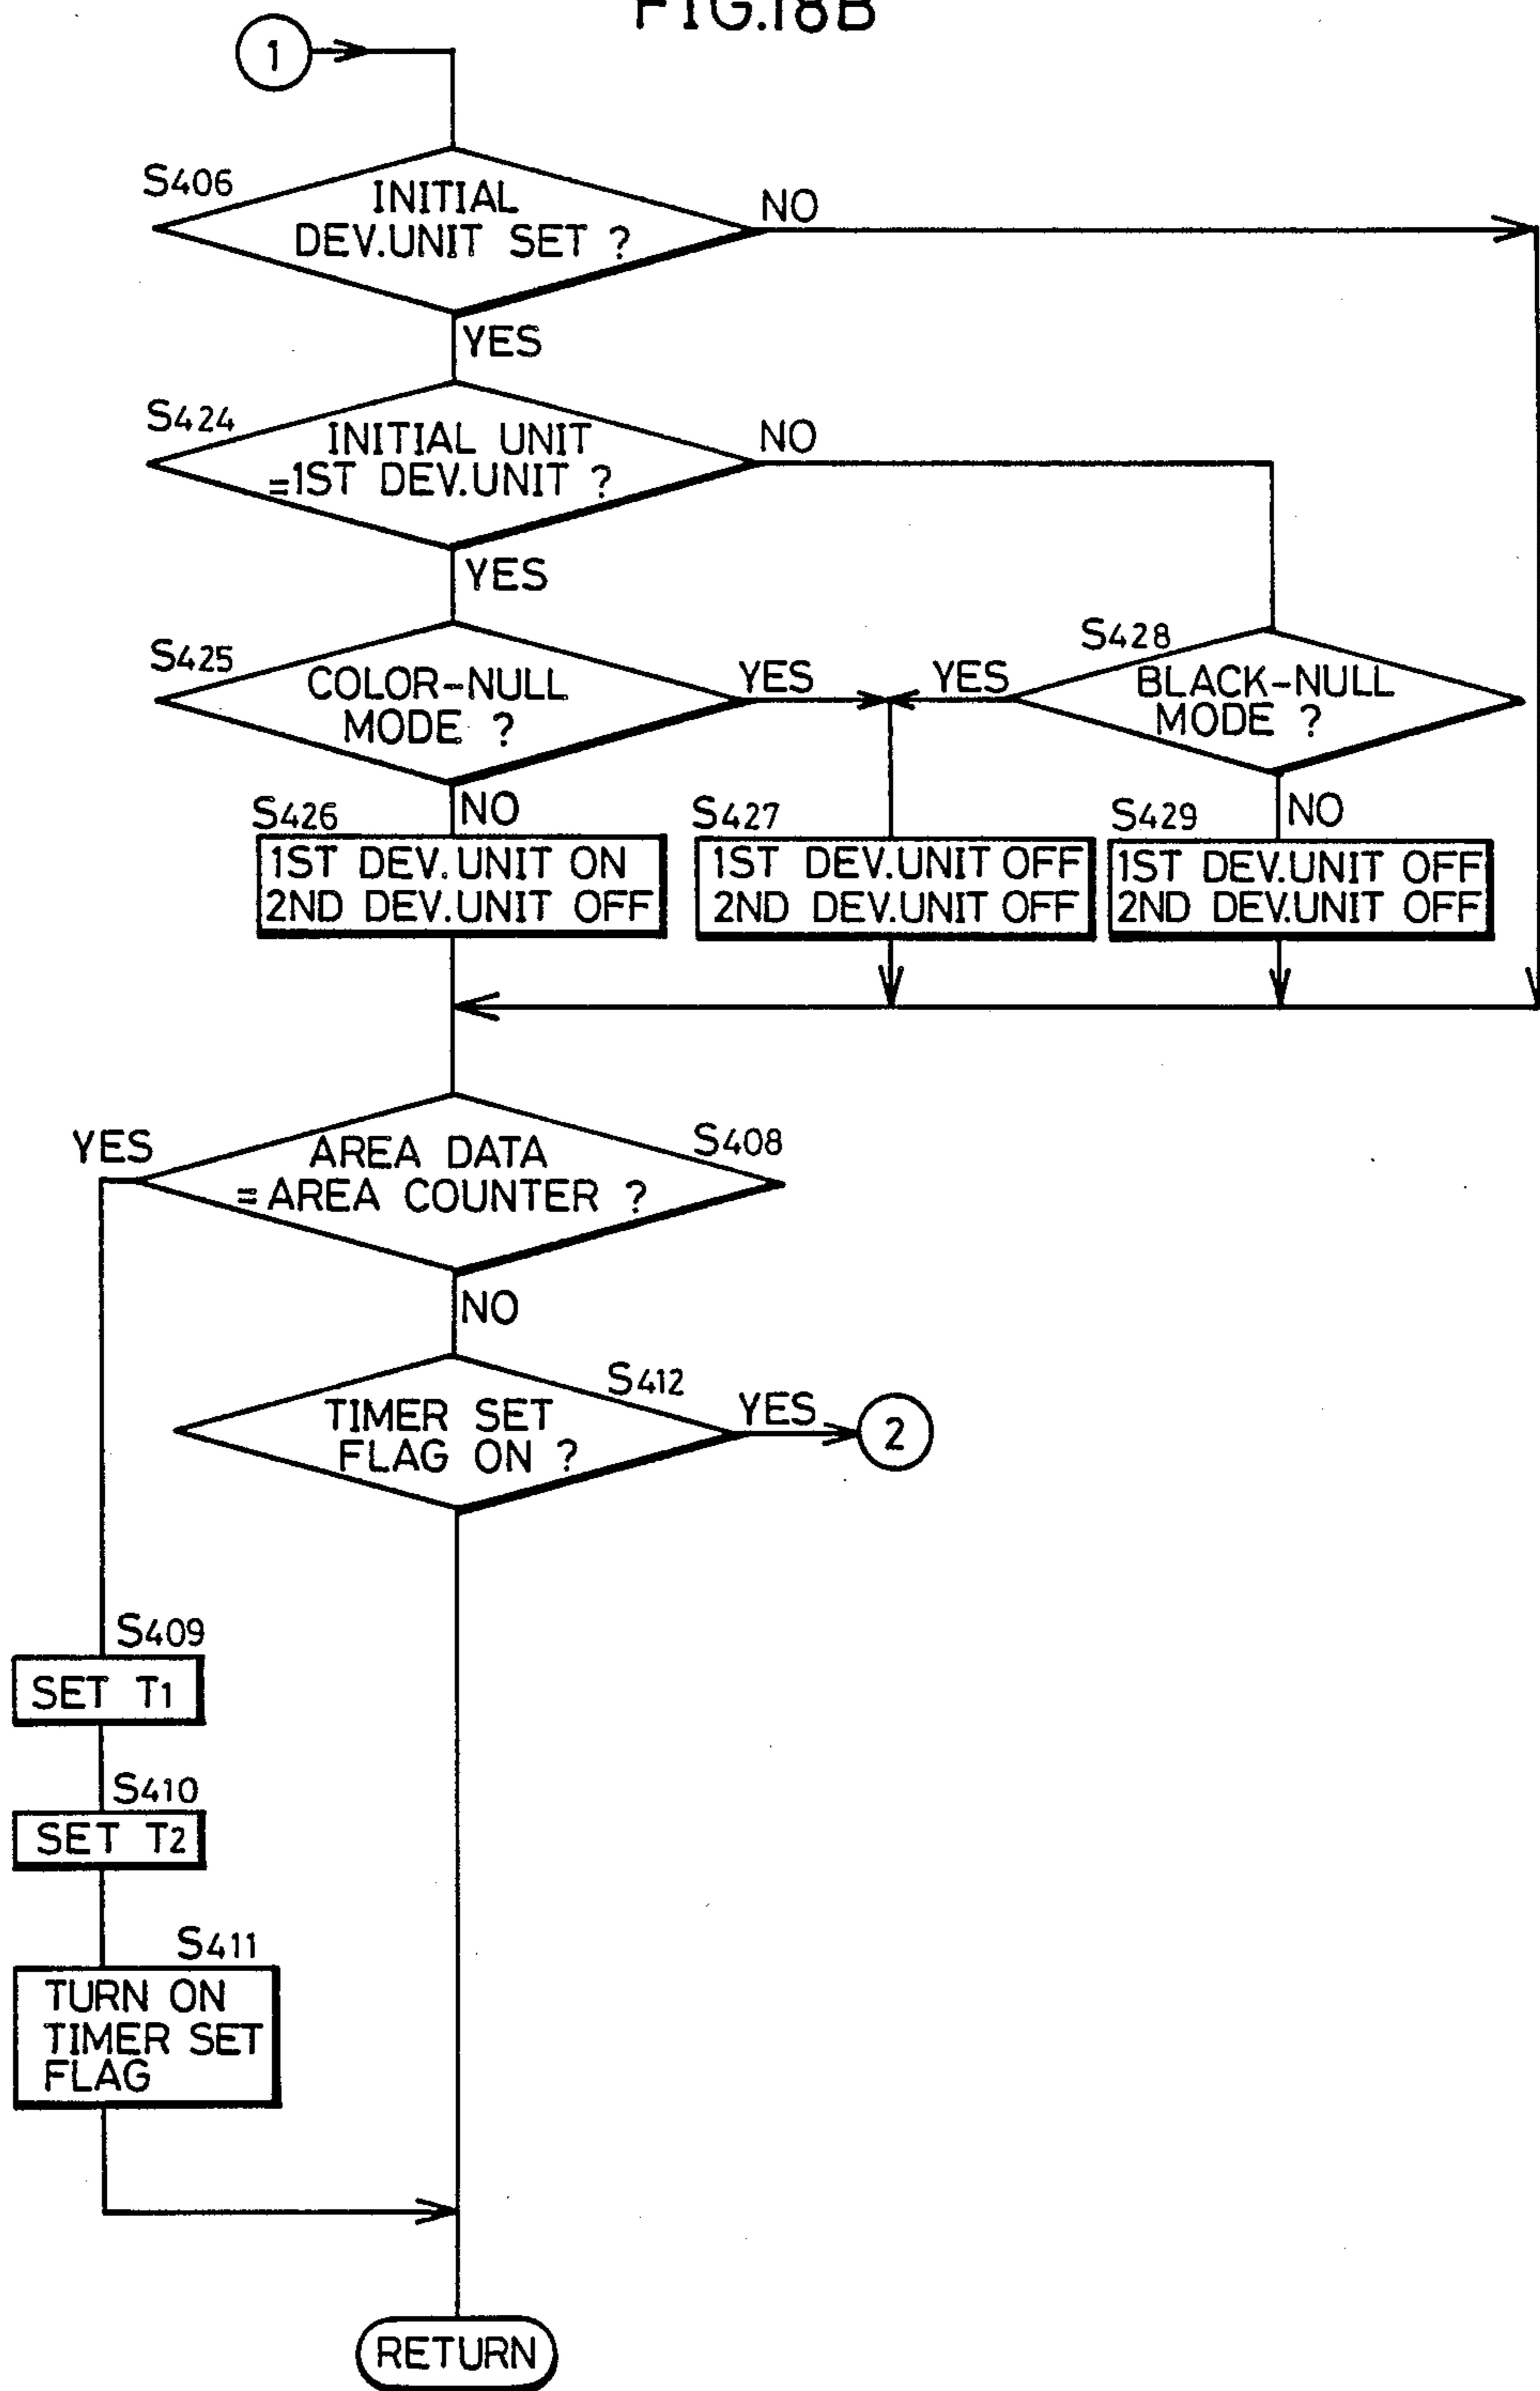 FIG.18B
1
S406
INITIAL
DEV.UNIT SET ?
NO
YES
S424
INITIAL UNIT
=1ST DEV.UNIT ?
NO
YES
S425
COLOR-NULL
MODE ?
YES
YES
S428
BLACK-NULL
MODE ?
NO
NO
S426
1ST DEV.UNIT ON
2ND DEV.UNIT OFF
S427
1ST DEV.UNIT OFF
2ND DEV.UNIT OFF
S429
1ST DEV.UNIT OFF
2ND DEV.UNIT OFF
YES
AREA DATA
=AREA COUNTER ?
S408
NO
S412
TIMER SET
FLAG ON ?
YES
2
S409
SET T1
S410
SET T2
S411
TURN ON
TIMER SET
FLAG
RETURN